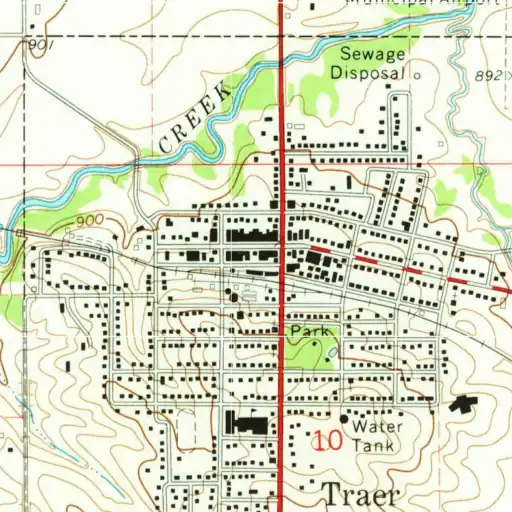 Municipal Airport
901
Sewage
Disposal
892
CREEK
900
Park
10
Water
Tank
Traer